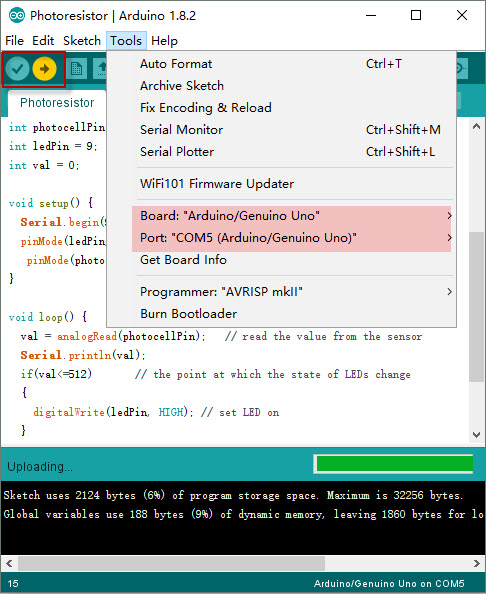 Photoresistor | Arduino 1.8.2
File Edit Sketch Tools Help
Auto Format Ctrl+T
Archive Sketch
Fix Encoding & Reload
Serial Monitor Ctrl+Shift+M
Serial Plotter Ctrl+Shift+L
WiFi101 Firmware Updater
Board: "Arduino/Genuino Uno"
Port: "COM5 (Arduino/Genuino Uno)"
Get Board Info
Programmer: "AVRISP mkII"
Burn Bootloader
Photoresistor
int photocellPin
int ledPin = 9;
int val = 0;
void setup() {
Serial.begin(9
pinMode(ledPin,
pinMode(photo
}
void loop() {
val = analogRead(photocellPin); // read the value from the sensor
Serial.println(val);
if(val<=512) // the point at which the state of LEDs change
{
digitalWrite(ledPin, HIGH); // set LED on
}
Uploading...
Sketch uses 2124 bytes (6%) of program storage space. Maximum is 32256 bytes.
Global variables use 188 bytes (9%) of dynamic memory, leaving 1860 bytes for lo
15 Arduino/Genuino Uno on COM5